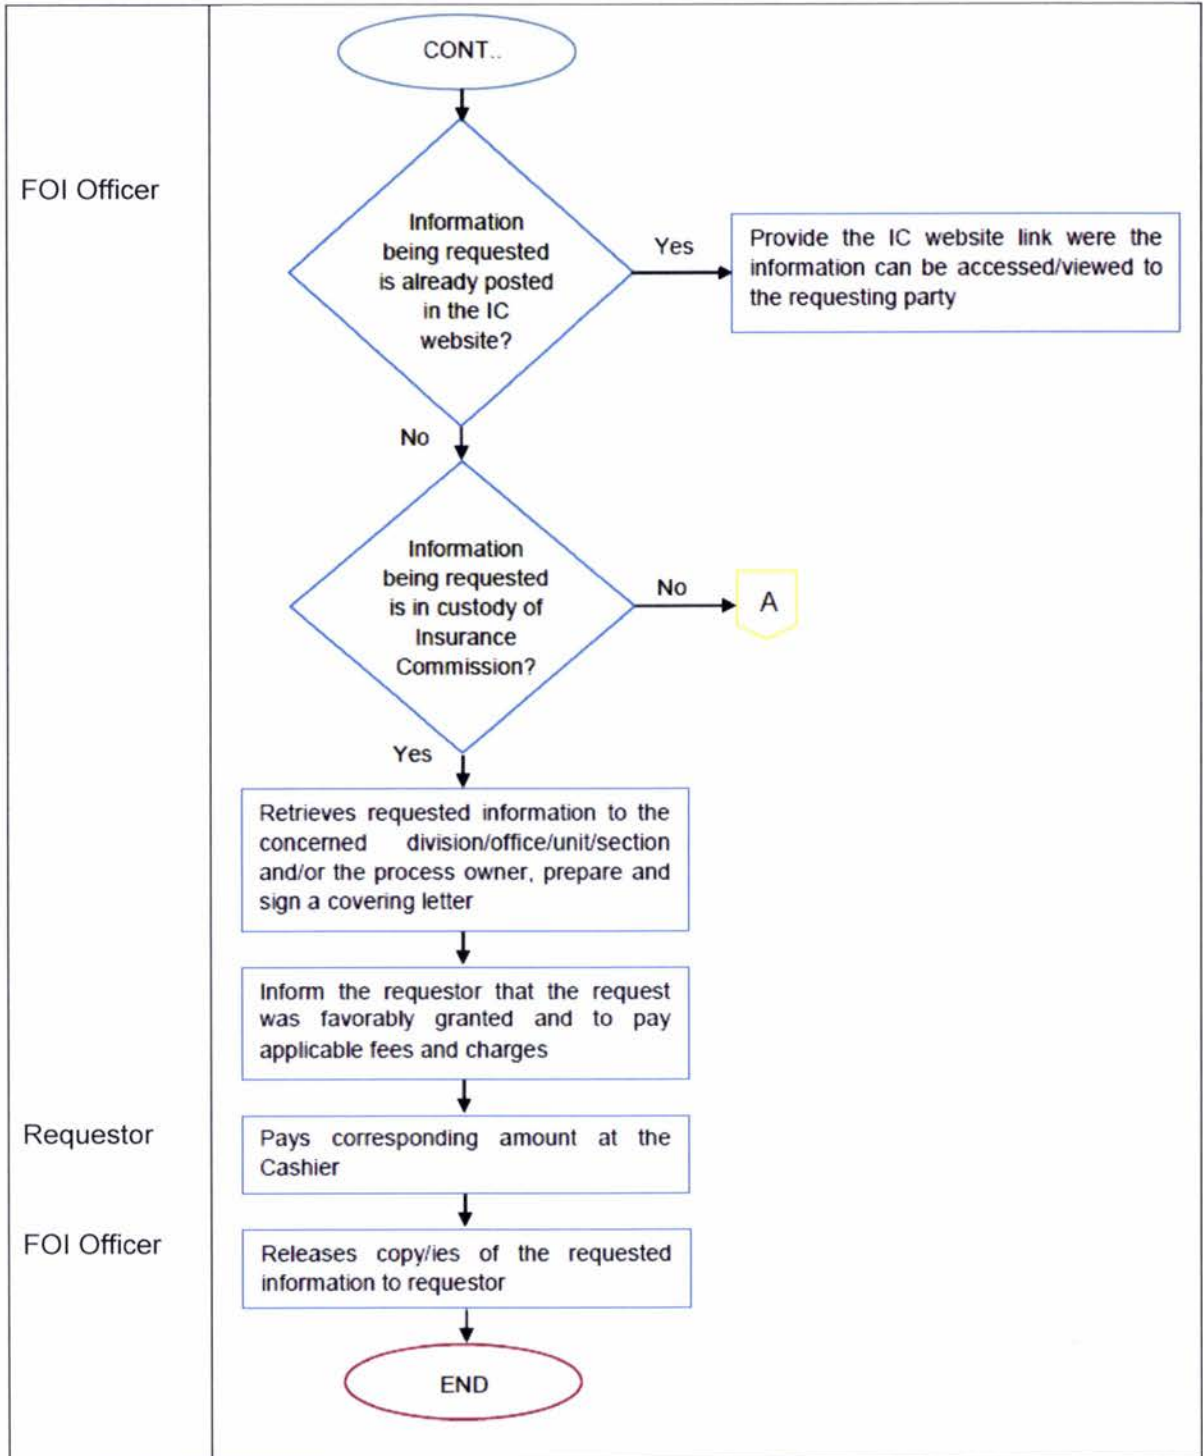 CONT..
FOI Officer
Information
being requested
is already posted
in the IC
website?
Yes
Provide the IC website link were the
information can be accessed/viewed to
the requesting party
No
Information
being requested
is in custody of
Insurance
Commission?
No
A
Yes
Retrieves requested information to the
concerned division/office/unit/section
and/or the process owner, prepare and
sign a covering letter
Inform the requestor that the request
was favorably granted and to pay
applicable fees and charges
Requestor
Pays corresponding amount at the
Cashier
FOI Officer
Releases copy/ies of the requested
information to requestor
END